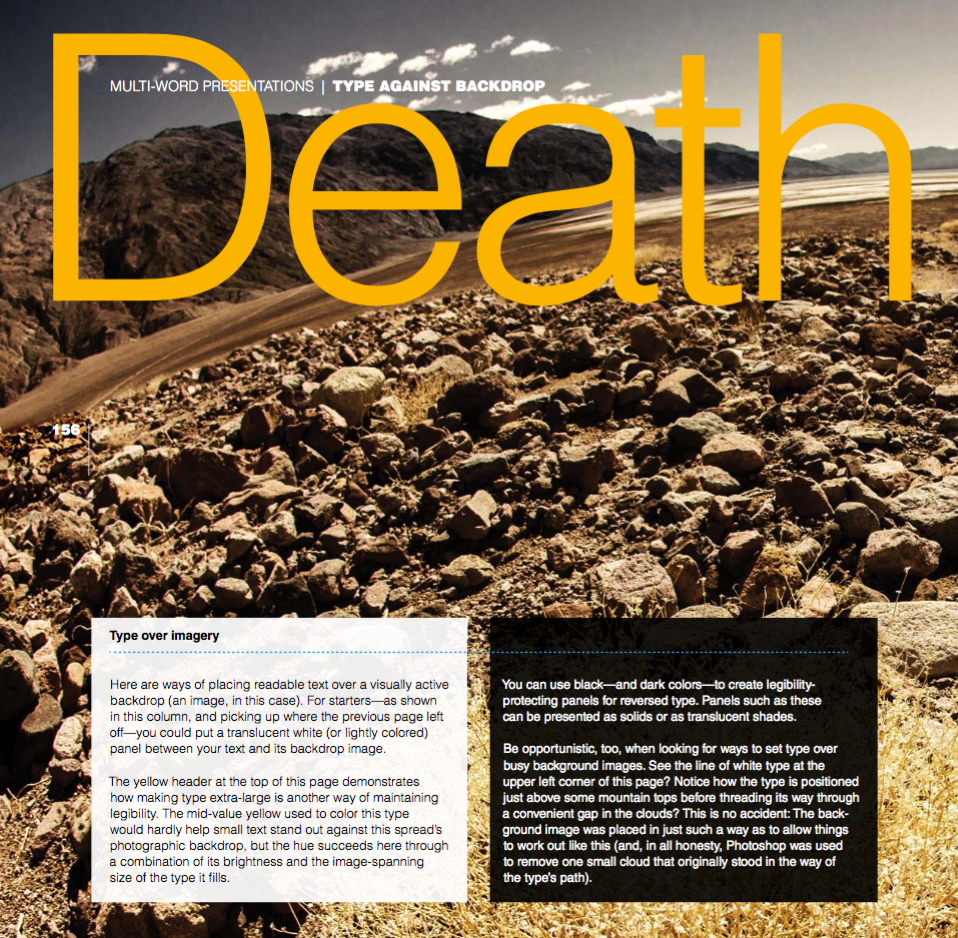 Death
MULTI-WORD PRESENTATIONS | TYPE AGAINST BACKDROP
156
Type over imagery
Here are ways of placing readable text over a visually active
backdrop (an image, in this case). For starters—as shown
in this column, and picking up where the previous page left
off—you could put a translucent white (or lightly colored)
panel between your text and its backdrop image.
The yellow header at the top of this page demonstrates
how making type extra-large is another way of maintaining
legibility. The mid-value yellow used to color this type
would hardly help small text stand out against this spread’s
photographic backdrop, but the hue succeeds here through
a combination of its brightness and the image-spanning
size of the type it fills.
You can use black—and dark colors—to create legibility-
protecting panels for reversed type. Panels such as these
can be presented as solids or as translucent shades.
Be opportunistic, too, when looking for ways to set type over
busy background images. See the line of white type at the
upper left corner of this page? Notice how the type is positioned
just above some mountain tops before threading its way through
a convenient gap in the clouds? This is no accident: The back-
ground image was placed in just such a way as to allow things
to work out like this (and, in all honesty, Photoshop was used
to remove one small cloud that originally stood in the way of
the type’s path).